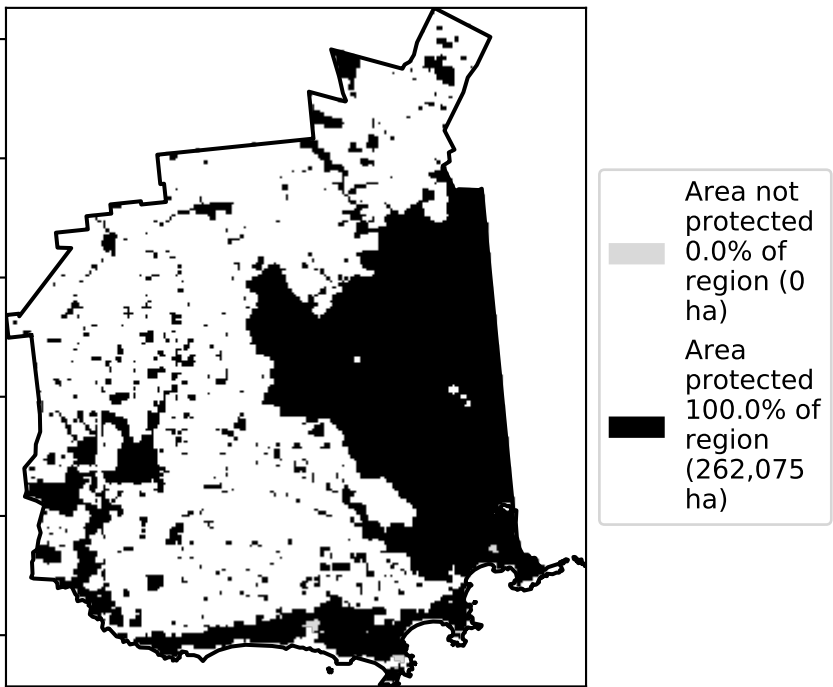 Area not
protected
0.0% of
region (0
ha)
Area
protected
100.0% of
region
(262,075
ha)